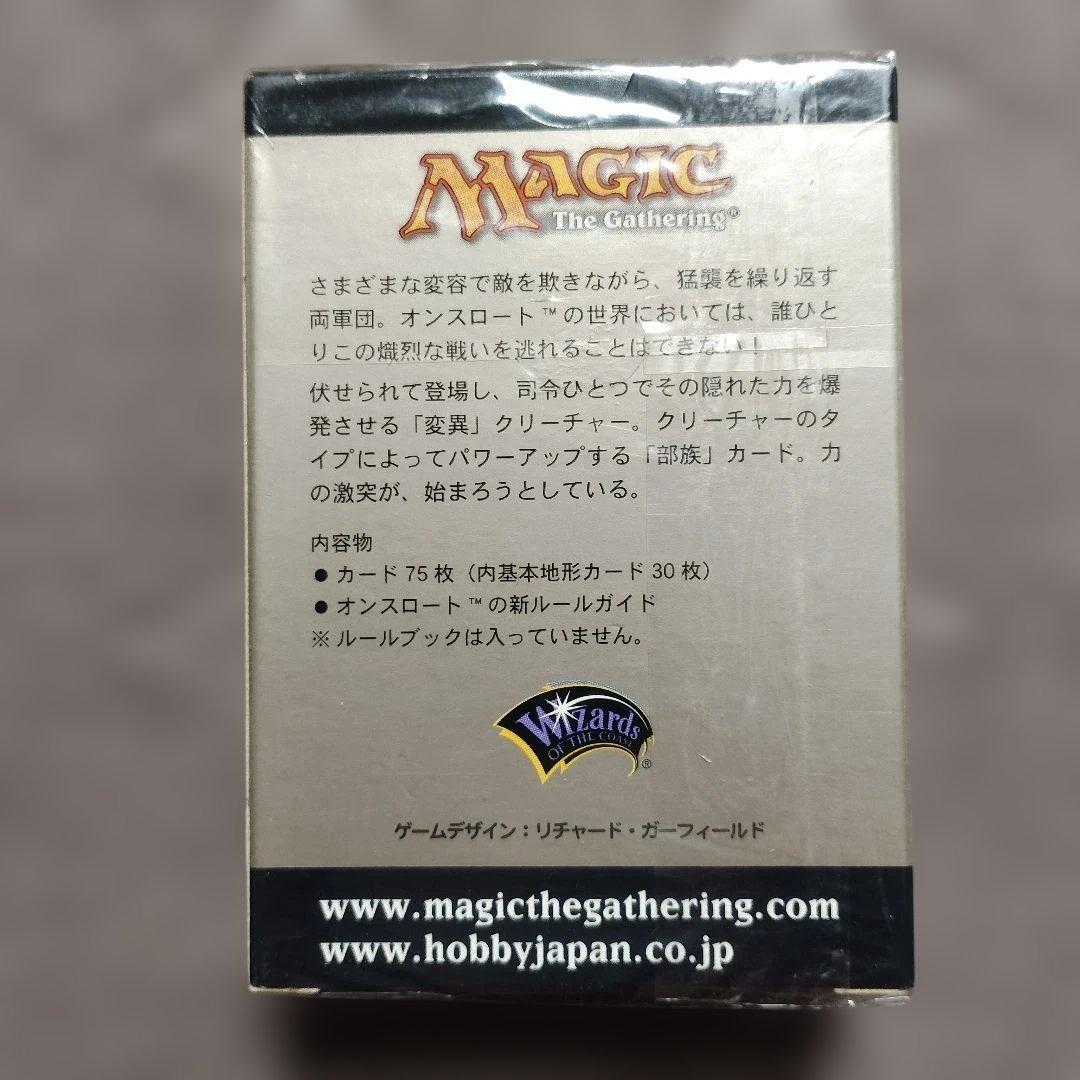 MAGIC
The Gathering®
さまざまな変容で敵を欺きながら、猛襲を繰り返す
両軍団。オンスロート™の世界においては、誰ひと
りこの熾烈な戦いを逃れることはできない！
伏せられて登場し、司令ひとつでその隠れた力を爆
発させる「変異」クリーチャー。クリーチャーのタ
イプによってパワーアップする「部族」カード。力
の激突が、始まろうとしている。
内容物
● カード 75 枚（内基本地形カード 30 枚）
● オンスロート™の新ルールガイド
※ ルールブックは入っていません。
Wizards
OF THE COAST
®
ゲームデザイン：リチャード・ガーフィールド
www.magicthegathering.com
www.hobbyjapan.co.jp